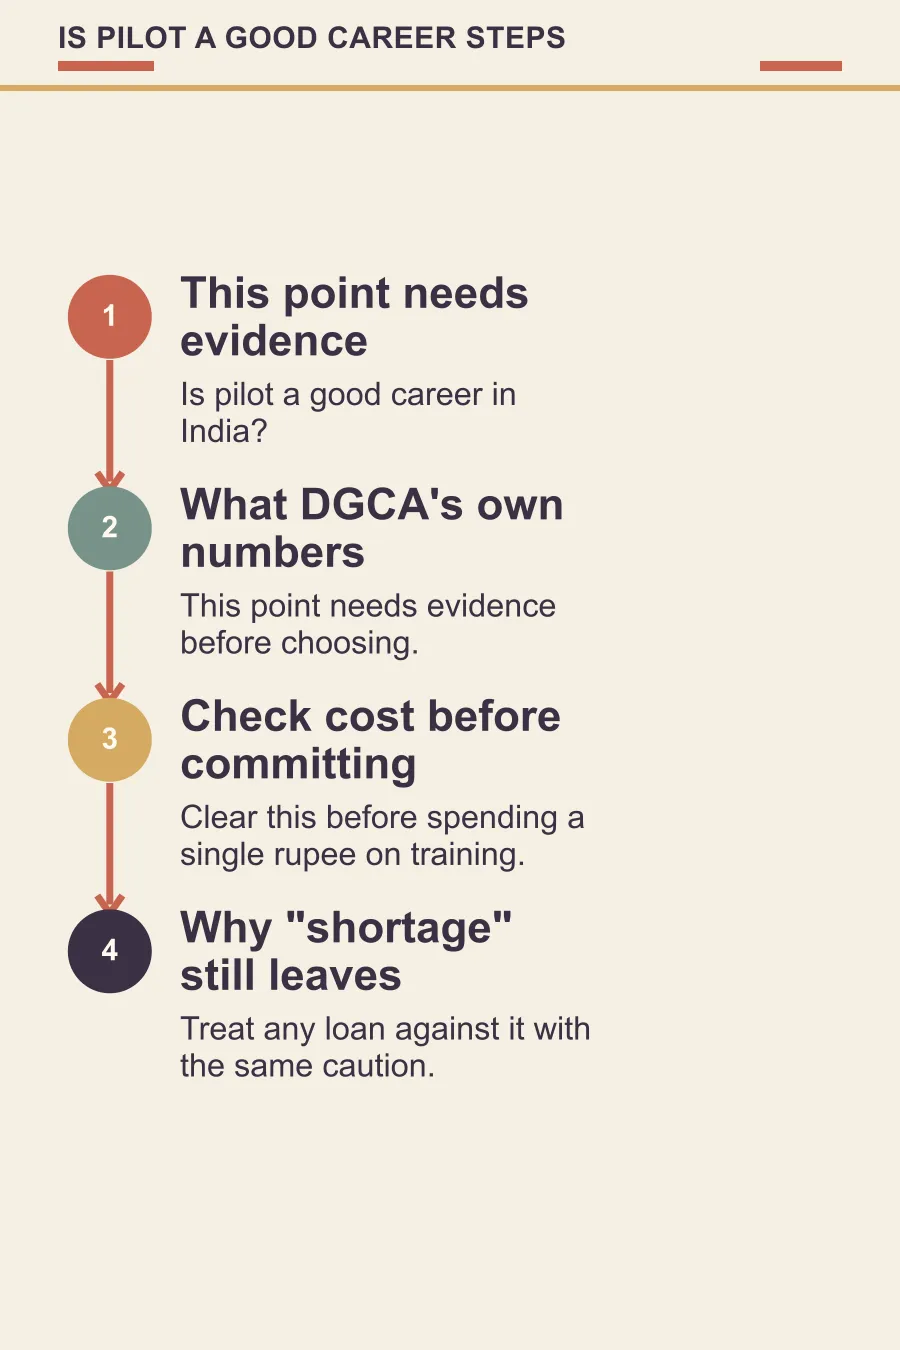 IS PILOT A GOOD CAREER STEPS
1
This point needs
evidence
Is pilot a good career in
India?
2
What DGCA's own
numbers
This point needs evidence
before choosing.
3
Check cost before
committing
Clear this before spending a
single rupee on training.
4
Why "shortage"
still leaves
Treat any loan against it with
the same caution.